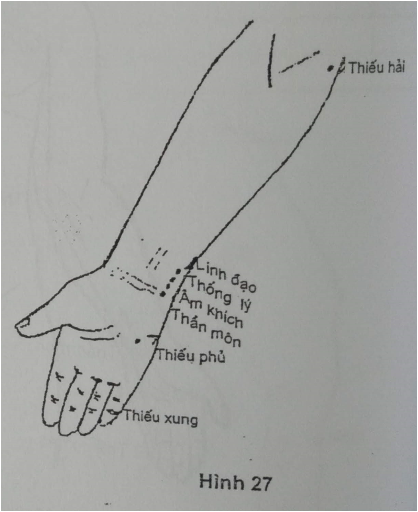 Thiếu hải
Linh đạo
Thống lý
Âm khích
Thần môn
Thiếu phủ
Thiếu xung
Hình 27